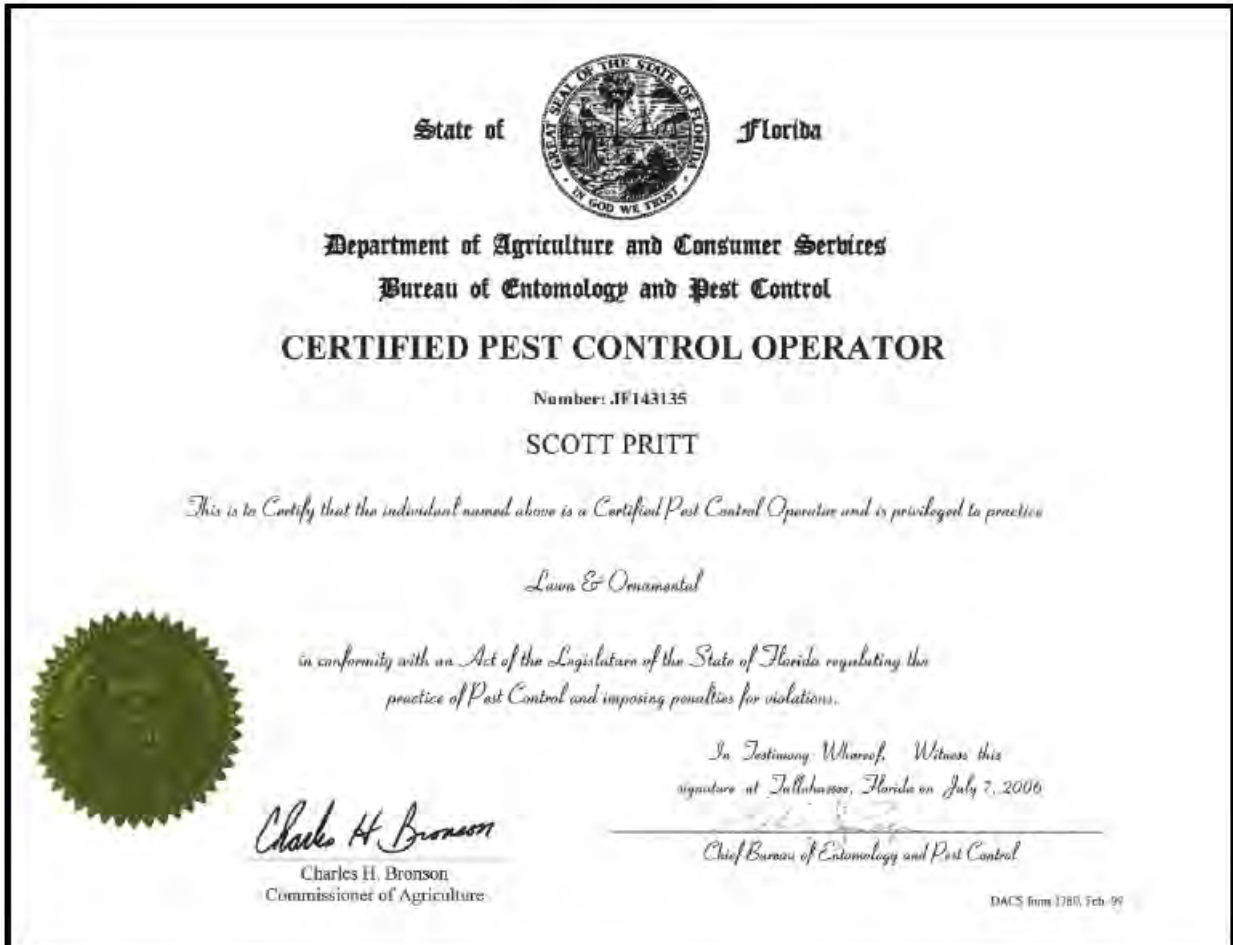 GREAT SEAL OF THE STATE OF FLORIDA
IN GOD WE TRUST
State of Florida
Department of Agriculture and Consumer Services
Bureau of Entomology and Pest Control
CERTIFIED PEST CONTROL OPERATOR
Number: JF143135
SCOTT PRITT
This is to Certify that the individual named above is a Certified Pest Control Operator and is privileged to practice
Lawn & Ornamental
in conformity with an Act of the Legislature of the State of Florida regulating the
practice of Pest Control and imposing penalties for violations.
In Testimony Whereof, Witness this
signature at Tallahassee, Florida on July 7, 2006
Charles H. Bronson
Charles H. Bronson
Commissioner of Agriculture
Chief Bureau of Entomology and Pest Control
DACS form 1780, Feb-99